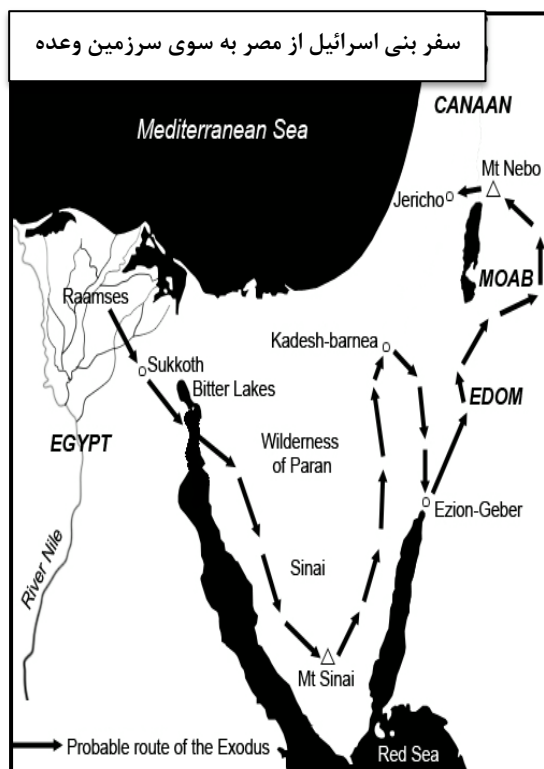 سفر بنی اسرائیل از مصر به سوی سرزمین وعده
CANAAN
Mediterranean Sea
Mt Nebo
Jericho
MOAB
Raamses
Kadesh-barnea
Sukkoth
Bitter Lakes
EDOM
EGYPT
Wilderness
of Paran
Ezion-Geber
Sinai
River Nile
Mt Sinai
Probable route of the Exodus
Red Sea